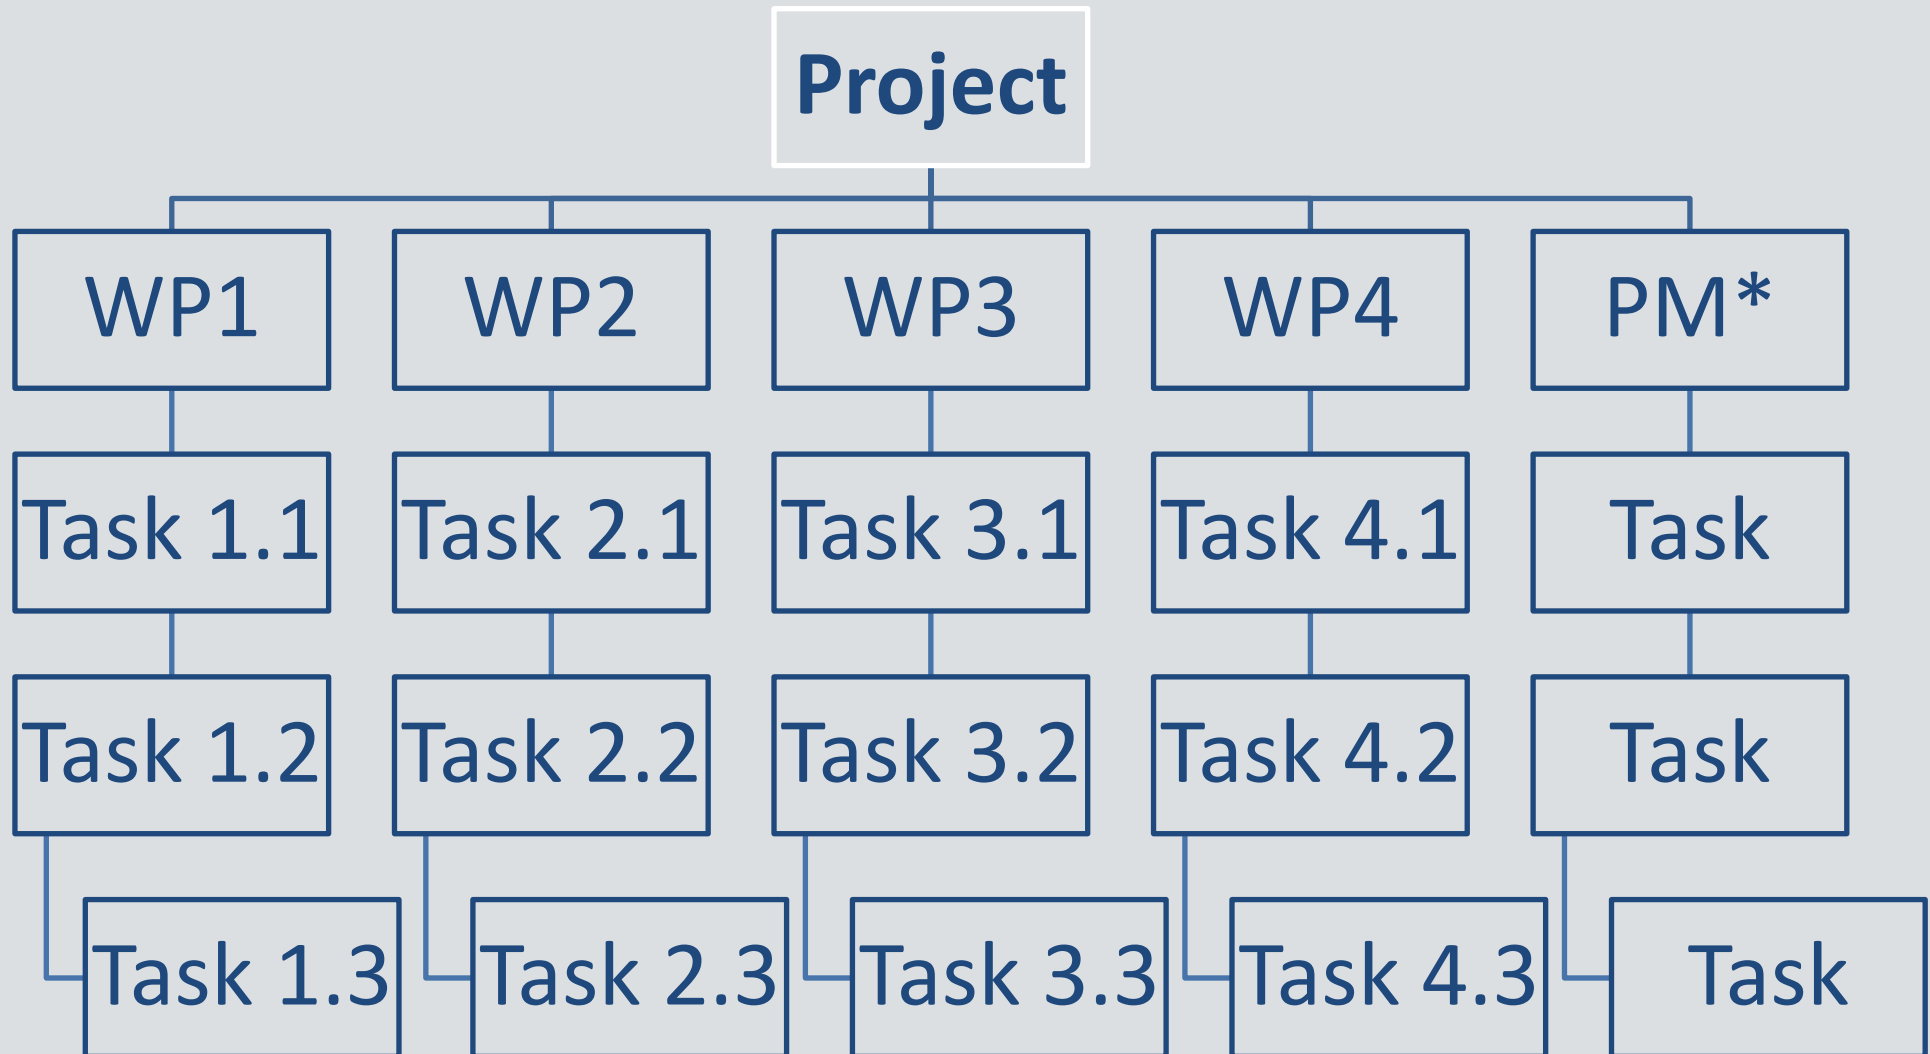 Project
WP1
WP2
WP3
WP4
PM*
Task 1.1
Task 2.1
Task 3.1
Task 4.1
Task
Task 1.2
Task 2.2
Task 3.2
Task 4.2
Task
Task 1.3
Task 2.3
Task 3.3
Task 4.3
Task